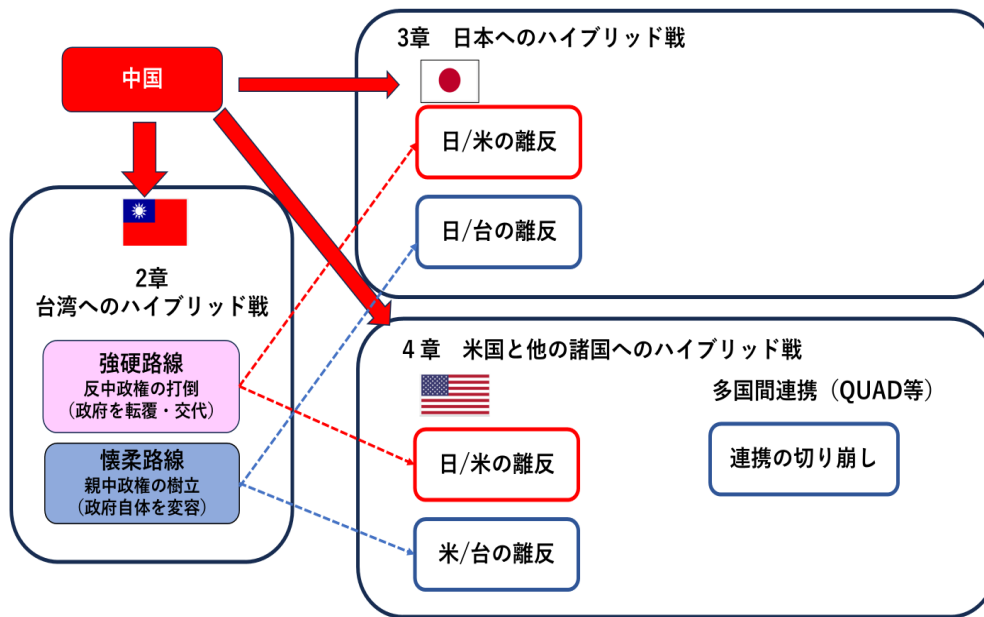 中国
2章
台湾へのハイブリッド戦
強硬路線
反中政権の打倒
(政府を転覆・交代)
懐柔路線
親中政権の樹立
(政府自体を変容)
3章　日本へのハイブリッド戦
日/米の離反
日/台の離反
４章　米国と他の諸国へのハイブリッド戦
日/米の離反
米/台の離反
多国間連携（QUAD等）
連携の切り崩し